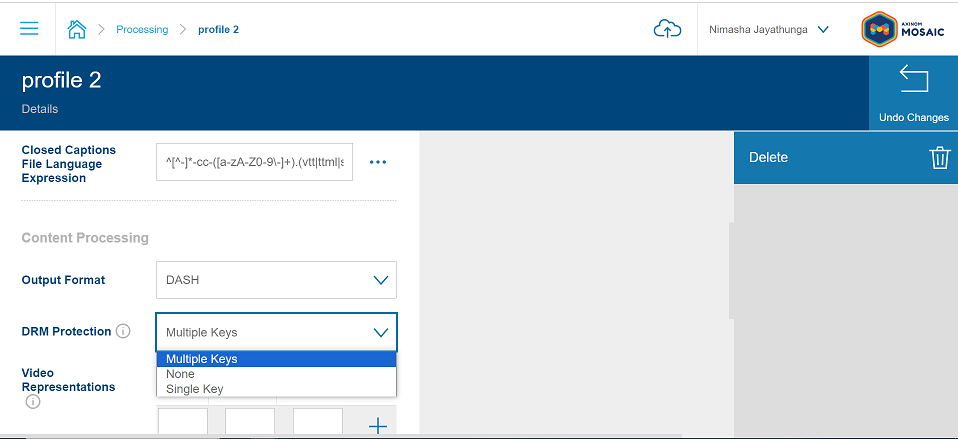 Processing
profile 2
Nimasha Jayathunga
AXINOM
MOSAIC
profile 2
Details
Undo Changes
Closed Captions
File Language
Expression
^[^-]*-cc-([a-zA-Z0-9\-]+).(vtt|ttml|s
Delete
Content Processing
Output Format
DASH
DRM Protection
Multiple Keys
Multiple Keys
None
Single Key
Video
Representations